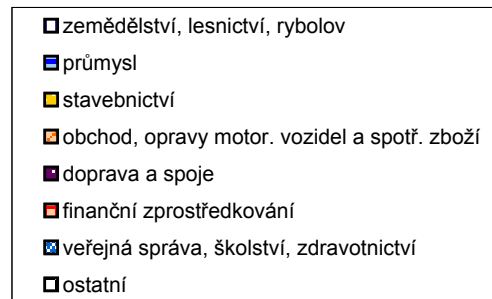 zemědělství, lesnictví, rybolov
průmysl
stavebnictví
obchod, opravy motor. vozidel a spotř. zboží
doprava a spoje
finanční zprostředkování
veřejná správa, školství, zdravotnictví
ostatní